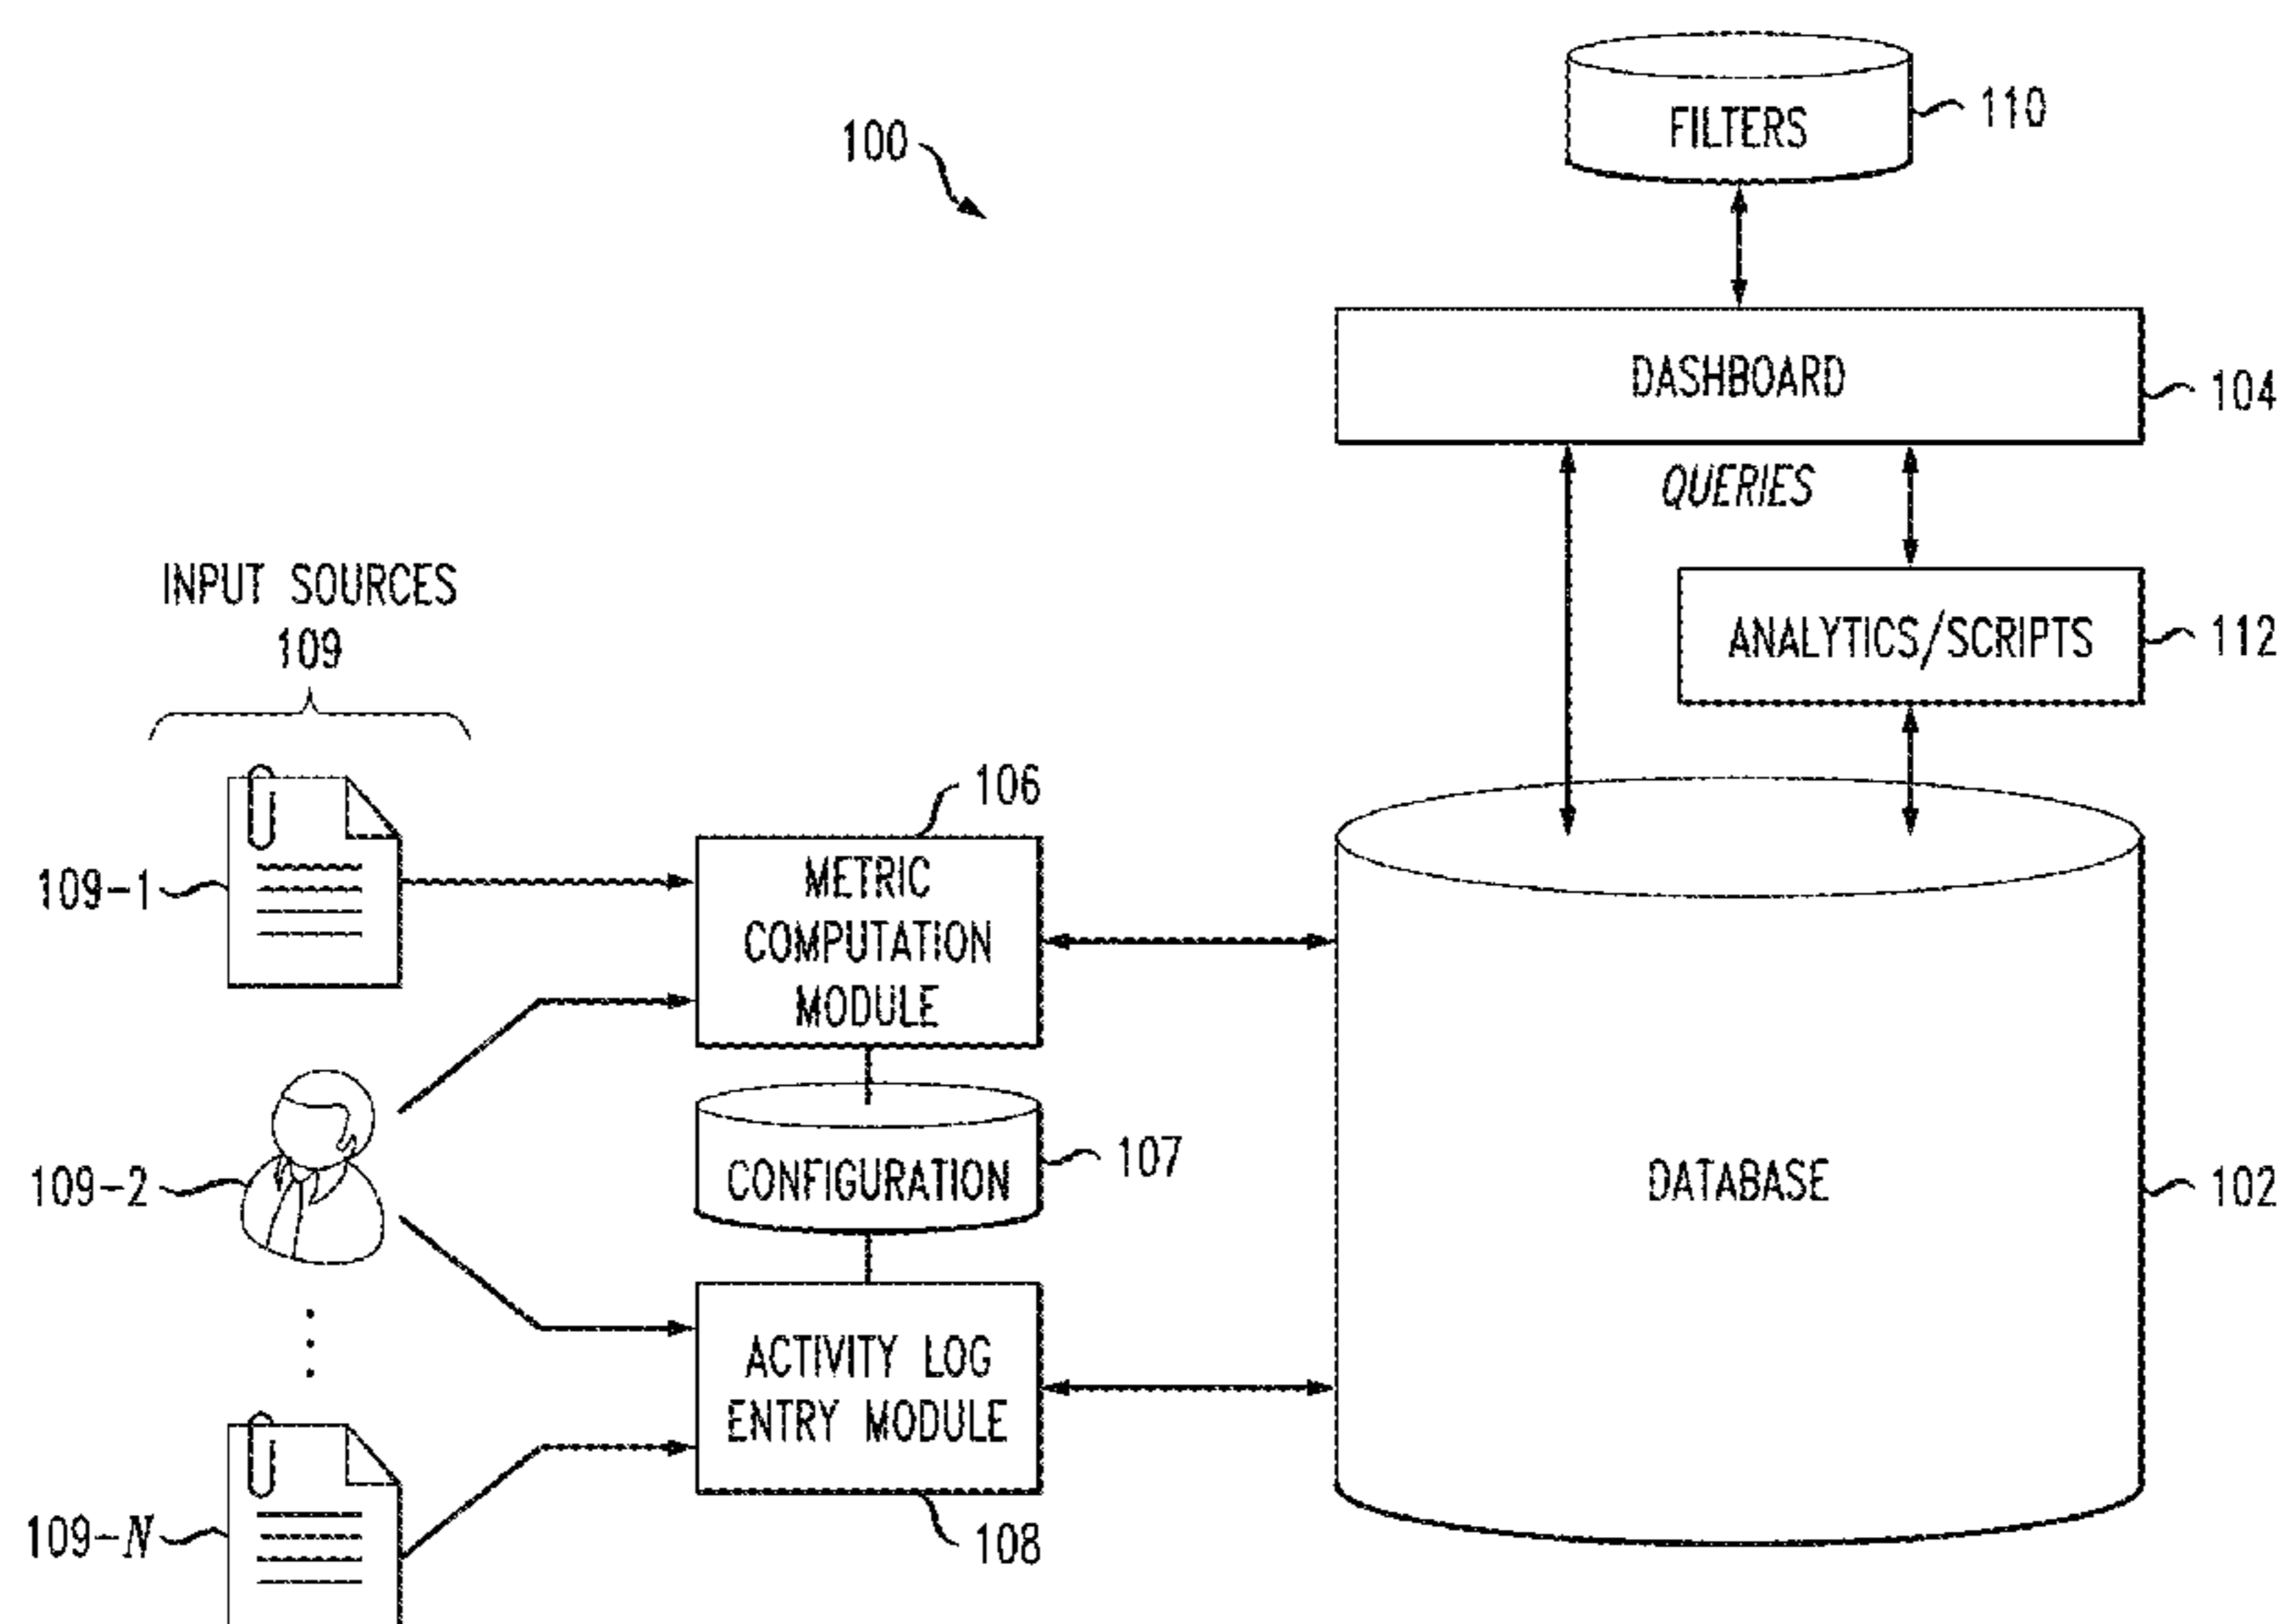 110
FILTERS
100
DASHBOARD
104
QUERIES
INPUT SOURCES
109
ANALYTICS/SCRIPTS
112
106
109-1
METRIC
COMPUTATION
MODULE
107
109-2
CONFIGURATION
DATABASE
102
ACTIVITY LOG
ENTRY MODULE
109-N
108